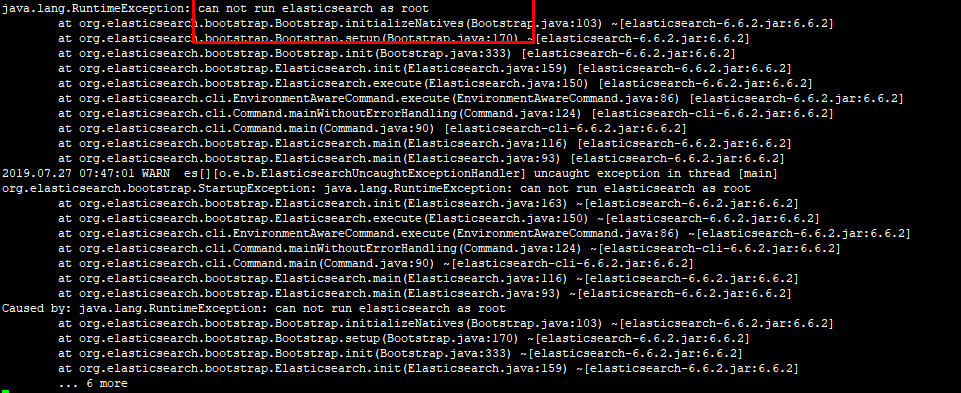 java.lang.RuntimeException: can not run elasticsearch as root
at org.elasticsearch.bootstrap.Bootstrap.initializeNatives(Bootstrap.java:103) ~[elasticsearch-6.6.2.jar:6.6.2]
at org.elasticsearch.bootstrap.Bootstrap.setup(Bootstrap.java:170) ~[elasticsearch-6.6.2.jar:6.6.2]
at org.elasticsearch.bootstrap.Bootstrap.init(Bootstrap.java:333) [elasticsearch-6.6.2.jar:6.6.2]
at org.elasticsearch.bootstrap.Elasticsearch.init(Elasticsearch.java:159) [elasticsearch-6.6.2.jar:6.6.2]
at org.elasticsearch.bootstrap.Elasticsearch.execute(Elasticsearch.java:150) [elasticsearch-6.6.2.jar:6.6.2]
at org.elasticsearch.cli.EnvironmentAwareCommand.execute(EnvironmentAwareCommand.java:86) [elasticsearch-6.6.2.jar:6.6.2]
at org.elasticsearch.cli.Command.mainWithoutErrorHandling(Command.java:124) [elasticsearch-cli-6.6.2.jar:6.6.2]
at org.elasticsearch.cli.Command.main(Command.java:90) [elasticsearch-cli-6.6.2.jar:6.6.2]
at org.elasticsearch.bootstrap.Elasticsearch.main(Elasticsearch.java:116) [elasticsearch-6.6.2.jar:6.6.2]
at org.elasticsearch.bootstrap.Elasticsearch.main(Elasticsearch.java:93) [elasticsearch-6.6.2.jar:6.6.2]
2019.07.27 07:47:01 WARN  es[][o.e.b.ElasticsearchUncaughtExceptionHandler] uncaught exception in thread [main]
org.elasticsearch.bootstrap.StartupException: java.lang.RuntimeException: can not run elasticsearch as root
at org.elasticsearch.bootstrap.Elasticsearch.init(Elasticsearch.java:163) ~[elasticsearch-6.6.2.jar:6.6.2]
at org.elasticsearch.bootstrap.Elasticsearch.execute(Elasticsearch.java:150) ~[elasticsearch-6.6.2.jar:6.6.2]
at org.elasticsearch.cli.EnvironmentAwareCommand.execute(EnvironmentAwareCommand.java:86) ~[elasticsearch-6.6.2.jar:6.6.2]
at org.elasticsearch.cli.Command.mainWithoutErrorHandling(Command.java:124) ~[elasticsearch-cli-6.6.2.jar:6.6.2]
at org.elasticsearch.cli.Command.main(Command.java:90) ~[elasticsearch-cli-6.6.2.jar:6.6.2]
at org.elasticsearch.bootstrap.Elasticsearch.main(Elasticsearch.java:116) ~[elasticsearch-6.6.2.jar:6.6.2]
at org.elasticsearch.bootstrap.Elasticsearch.main(Elasticsearch.java:93) ~[elasticsearch-6.6.2.jar:6.6.2]
Caused by: java.lang.RuntimeException: can not run elasticsearch as root
at org.elasticsearch.bootstrap.Bootstrap.initializeNatives(Bootstrap.java:103) ~[elasticsearch-6.6.2.jar:6.6.2]
at org.elasticsearch.bootstrap.Bootstrap.setup(Bootstrap.java:170) ~[elasticsearch-6.6.2.jar:6.6.2]
at org.elasticsearch.bootstrap.Bootstrap.init(Bootstrap.java:333) ~[elasticsearch-6.6.2.jar:6.6.2]
at org.elasticsearch.bootstrap.Elasticsearch.init(Elasticsearch.java:159) ~[elasticsearch-6.6.2.jar:6.6.2]
... 6 more